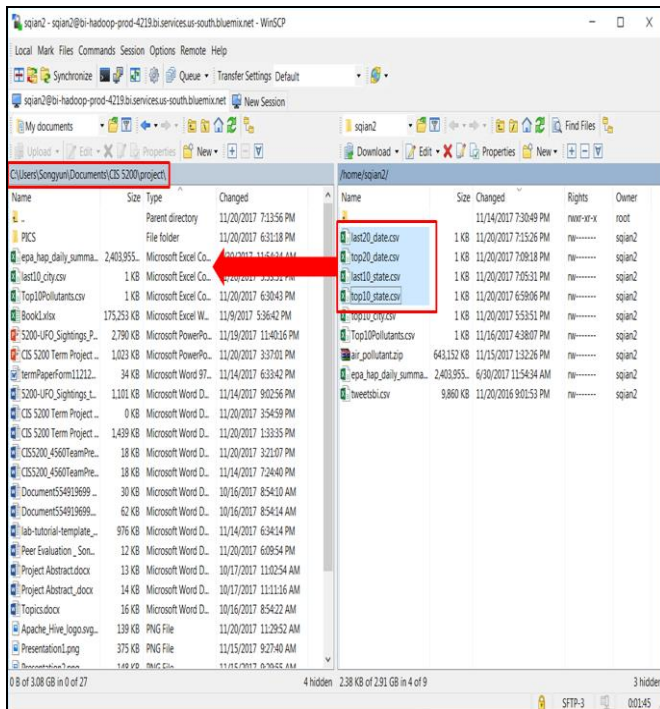 sqian2 - sqian2@bi-hadoop-prod-4219.bi.services.us-south.bluemix.net - WinSCP
Local Mark Files Commands Session Options Remote Help
Synchronize Queue Transfer Settings Default
sqian2@bi-hadoop-prod-4219.bi.services.us-south.bluemix.net New Session
My documents
Upload Edit Properties New
C:\Users\Songyun\Documents\CIS 5200\project\
Name Size Type Changed
.. Parent directory 11/20/2017 7:13:56 PM
PICS File folder 11/20/2017 6:31:18 PM
epa_hap_daily_summa... 2,403,955... Microsoft Excel Co...
last10_city.csv 1 KB Microsoft Excel Co...
Top10Pollutants.csv 1 KB Microsoft Excel Co... 11/20/2017 6:30:43 PM
Book1.xlsx 175,253 KB Microsoft Excel W... 11/9/2017 5:36:42 PM
5200-UFO_Sightings_P... 2,790 KB Microsoft PowerPo... 11/19/2017 11:40:16 PM
CIS 5200 Term Project ... 1,023 KB Microsoft PowerPo... 11/20/2017 3:37:01 PM
termPaperForm11212... 34 KB Microsoft Word 97... 11/14/2017 6:33:42 PM
5200-UFO_Sightings_t... 1,101 KB Microsoft Word D... 11/14/2017 9:02:56 PM
CIS 5200 Term Project ... 0 KB Microsoft Word D... 11/20/2017 3:54:59 PM
CIS 5200 Term Project ... 1,439 KB Microsoft Word D... 11/20/2017 1:33:35 PM
CIS5200_4560TeamPre... 18 KB Microsoft Word D... 11/20/2017 3:21:07 PM
CIS5200_4560TeamPre... 18 KB Microsoft Word D... 11/14/2017 7:24:40 PM
Document554919699 ... 30 KB Microsoft Word D... 10/16/2017 8:54:10 AM
Document554919699... 62 KB Microsoft Word D... 10/16/2017 8:54:14 AM
lab-tutorial-template_... 976 KB Microsoft Word D... 11/14/2017 6:34:14 PM
Peer Evaluation _ Son... 12 KB Microsoft Word D... 11/20/2017 6:09:54 PM
Project Abstract.docx 13 KB Microsoft Word D... 10/17/2017 11:02:54 AM
Project Abstract_.docx 14 KB Microsoft Word D... 10/17/2017 11:11:16 AM
Topics.docx 16 KB Microsoft Word D... 10/16/2017 8:54:22 AM
Apache_Hive_logo.svg... 139 KB PNG File 11/20/2017 11:29:52 AM
Presentation1.png 375 KB PNG File 11/15/2017 9:27:40 AM
Presentation2.png 148 KB PNG File 11/15/2017 9:29:55 AM
0 B of 3.08 GB in 0 of 27 4 hidden
sqian2 Find Files
Download Edit Properties New
/home/sqian2/
Name Size Changed Rights Owner
.. 11/14/2017 7:30:49 PM rwxr-xr-x root
last20_date.csv 1 KB 11/20/2017 7:15:26 PM rw------- sqian2
top20_date.csv 1 KB 11/20/2017 7:09:18 PM rw------- sqian2
last10_state.csv 1 KB 11/20/2017 7:05:31 PM rw------- sqian2
top10_state.csv 1 KB 11/20/2017 6:59:06 PM rw------- sqian2
top10_city.csv 1 KB 11/20/2017 5:53:51 PM rw------- sqian2
Top10Pollutants.csv 1 KB 11/16/2017 4:38:07 PM rw------- sqian2
air_pollutant.zip 643,152 KB 11/15/2017 1:32:26 PM rw------- sqian2
epa_hap_daily_summa... 2,403,955... 6/30/2017 11:54:34 AM rw------- sqian2
tweetsbi.csv 9,860 KB 11/20/2016 9:01:53 PM rw------- sqian2
2.38 KB of 2.91 GB in 4 of 9 3 hidden
SFTP-3 0:01:45